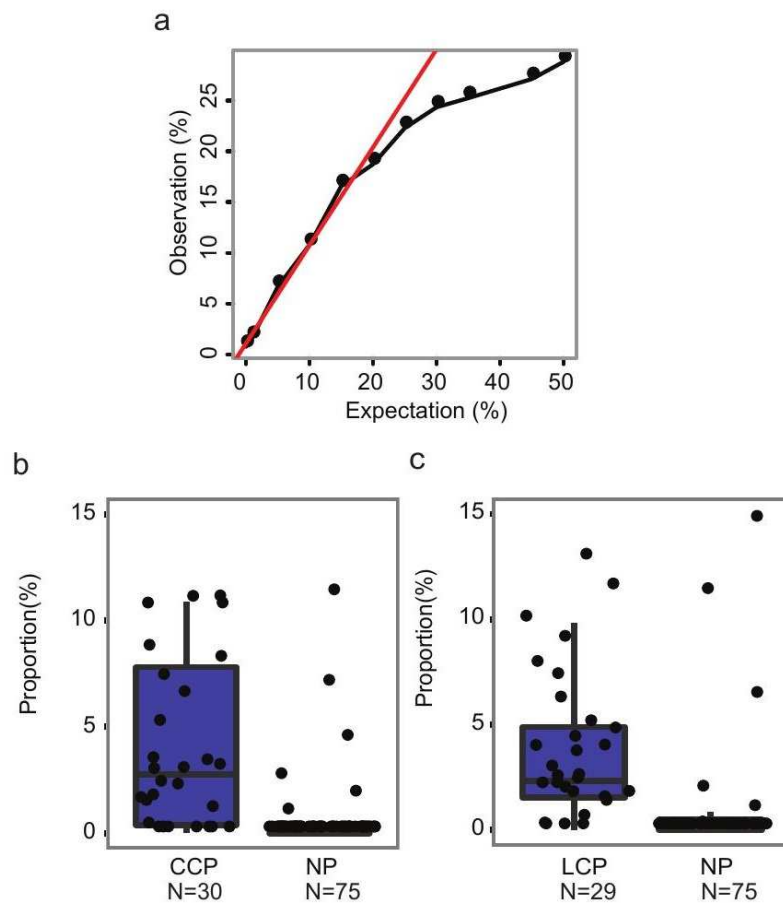 a
Observation (%)
25
20
15
10
5
0
0 10 20 30 40 50
Expectation (%)
b
Proportion(%)
15
10
5
0
CCP NP
N=30 N=75
c
Proportion(%)
15
10
5
0
LCP NP
N=29 N=75